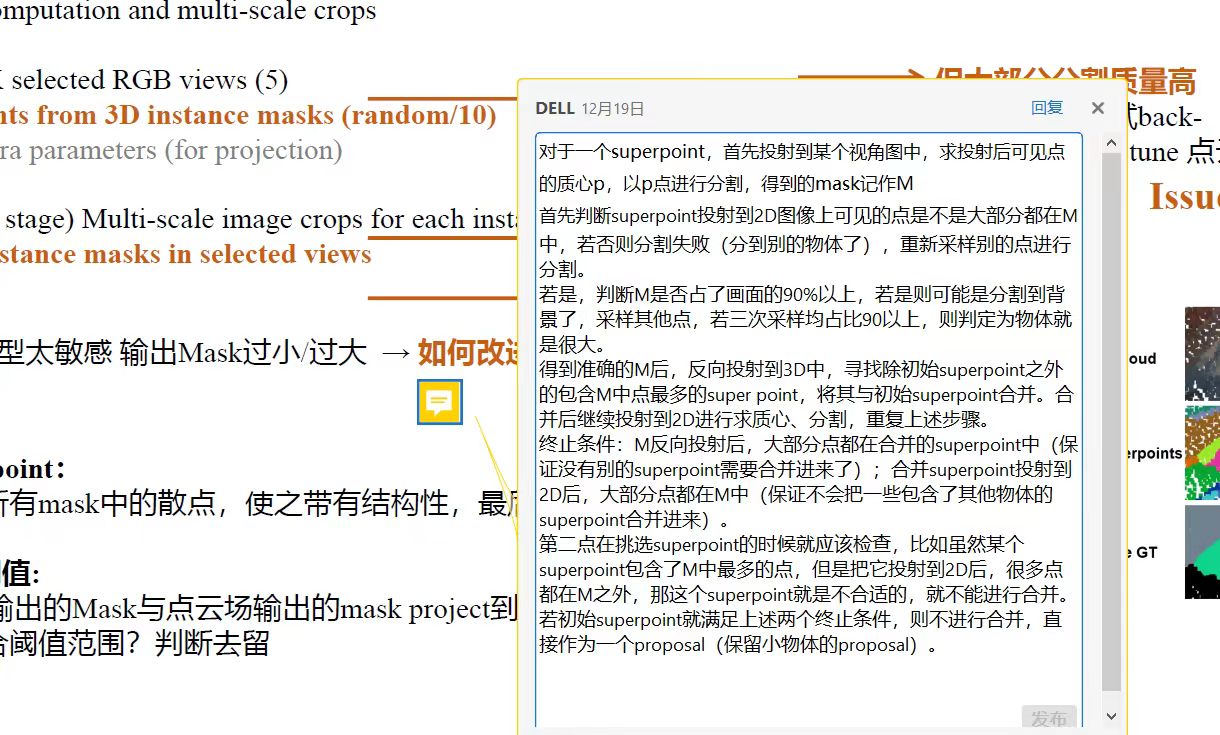 omputation and multi-scale crops
selected RGB views (5)
nts from 3D instance masks (random/10)
ra parameters (for projection)
stage) Multi-scale image crops for each insta
stance masks in selected views
型太敏感 输出Mask过小/过大 → 如何改进
point：
所有mask中的散点，使之带有结构性，最后
值:
输出的Mask与点云场输出的mask project到
合阈值范围？判断去留
DELL 12月19日
回复
对于一个superpoint，首先投射到某个视角图中，求投射后可见点
的质心p，以p点进行分割，得到的mask记作M
首先判断superpoint投射到2D图像上可见的点是不是大部分都在M
中，若否则分割失败（分到别的物体了），重新采样别的点进行
分割。
若是，判断M是否占了画面的90%以上，若是则可能是分割到背
景了，采样其他点，若三次采样均占比90以上，则判定为物体就
是很大。
得到准确的M后，反向投射到3D中，寻找除初始superpoint之外
的包含M中点最多的super point，将其与初始superpoint合并。合
并后继续投射到2D进行求质心、分割，重复上述步骤。
终止条件：M反向投射后，大部分点都在合并的superpoint中（保
证没有别的superpoint需要合并进来了）；合并superpoint投射到
2D后，大部分点都在M中（保证不会把一些包含了其他物体的
superpoint合并进来）。
第二点在挑选superpoint的时候就应该检查，比如虽然某个
superpoint包含了M中最多的点，但是把它投射到2D后，很多点
都在M之外，那这个superpoint就是不合适的，就不能进行合并。
若初始superpoint就满足上述两个终止条件，则不进行合并，直
接作为一个proposal（保留小物体的proposal）。
发布
但大部分分割质量高
式back-
tune 点云
Issue
oud
erpoints
e GT